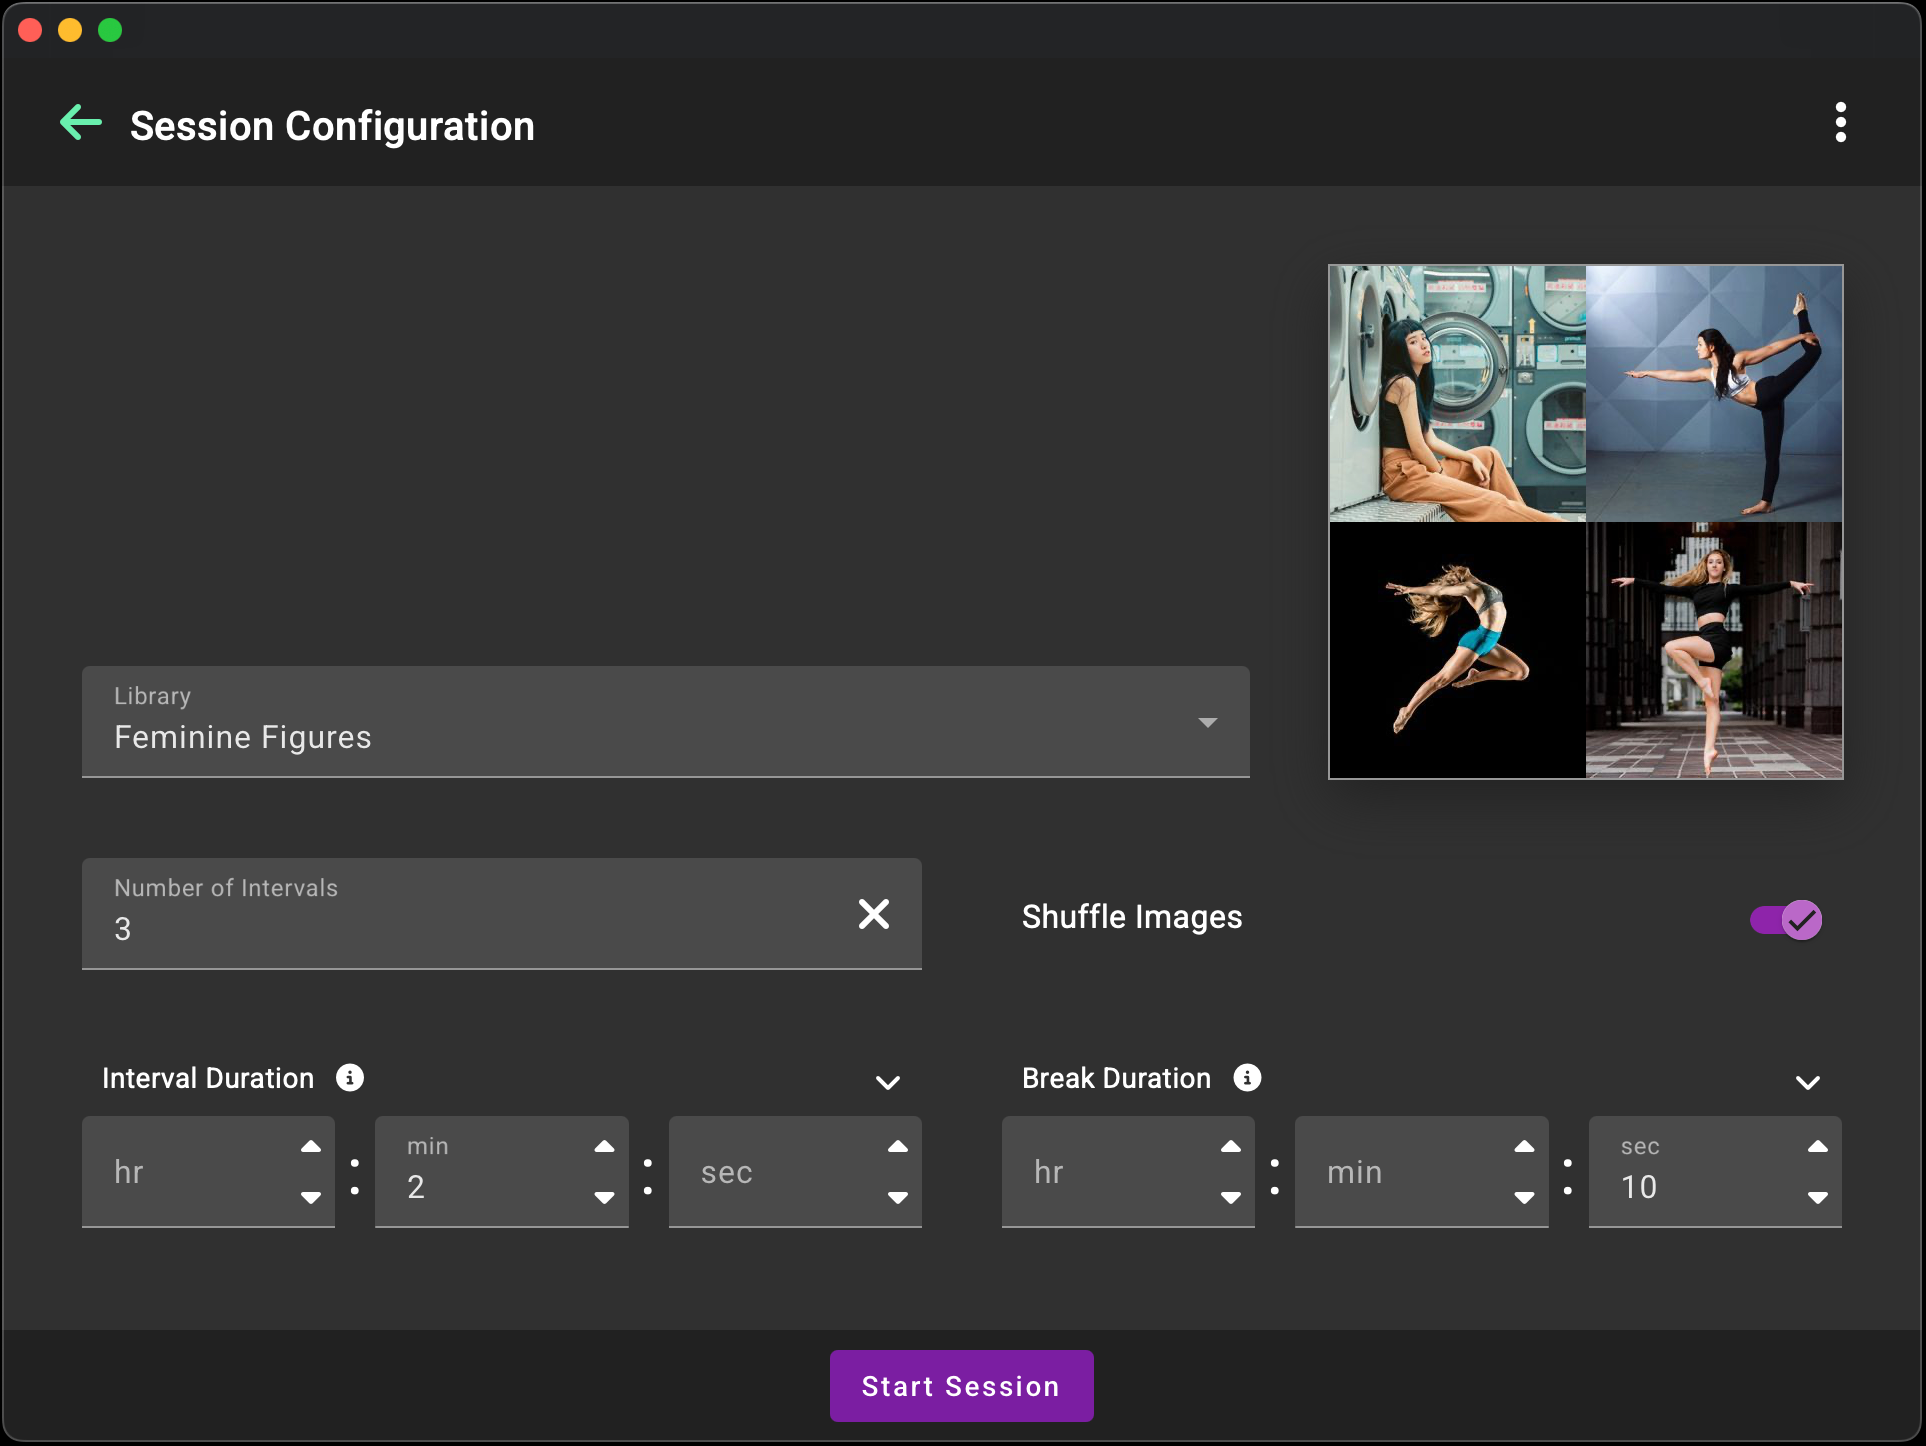 Session Configuration
Library
Feminine Figures
Number of Intervals
3
Shuffle Images
Interval Duration
Break Duration
hr
:
min
2
:
sec
hr
:
min
:
sec
10
Start Session